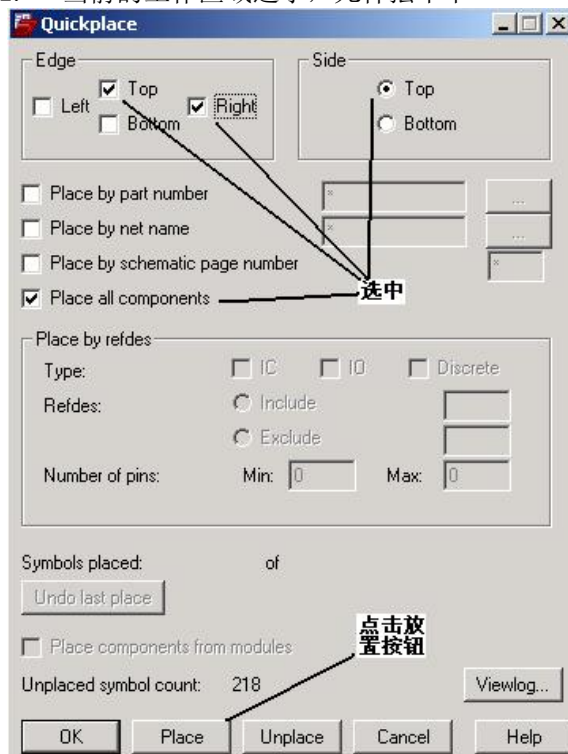 Quickplace
Edge
Side
Left
Top
Bottom
Right
Top
Bottom
Place by part number
*
...
Place by net name
*
...
Place by schematic page number
*
Place all components
选中
Place by refdes
Type:
IC
IO
Discrete
Refdes:
Include
Exclude
Number of pins:
Min:
0
Max:
0
Symbols placed:
of
Undo last place
Place components from modules
点击放
置按钮
Unplaced symbol count:
218
Viewlog...
OK
Place
Unplace
Cancel
Help